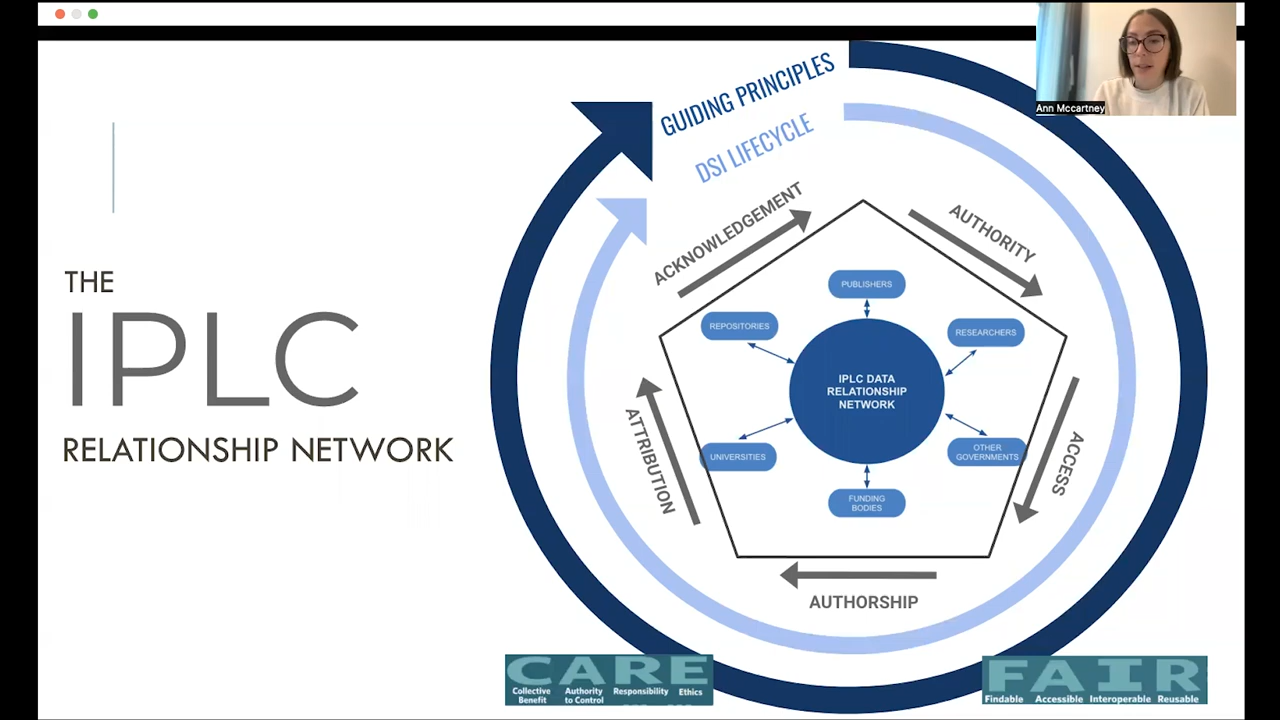 Ann Mccartney
GUIDING PRINCIPLES
DSI LIFECYCLE
THE
IPLC
RELATIONSHIP NETWORK
ACKNOWLEDGEMENT
AUTHORITY
ACCESS
AUTHORSHIP
ATTRIBUTION
PUBLISHERS
REPOSITORIES
RESEARCHERS
IPLC DATA
RELATIONSHIP
NETWORK
UNIVERSITIES
OTHER
GOVERNMENTS
FUNDING
BODIES
CARE
Collective Authority Responsibility Ethics
Benefit to Control
FAIR
Findable Accessible Interoperable Reusable